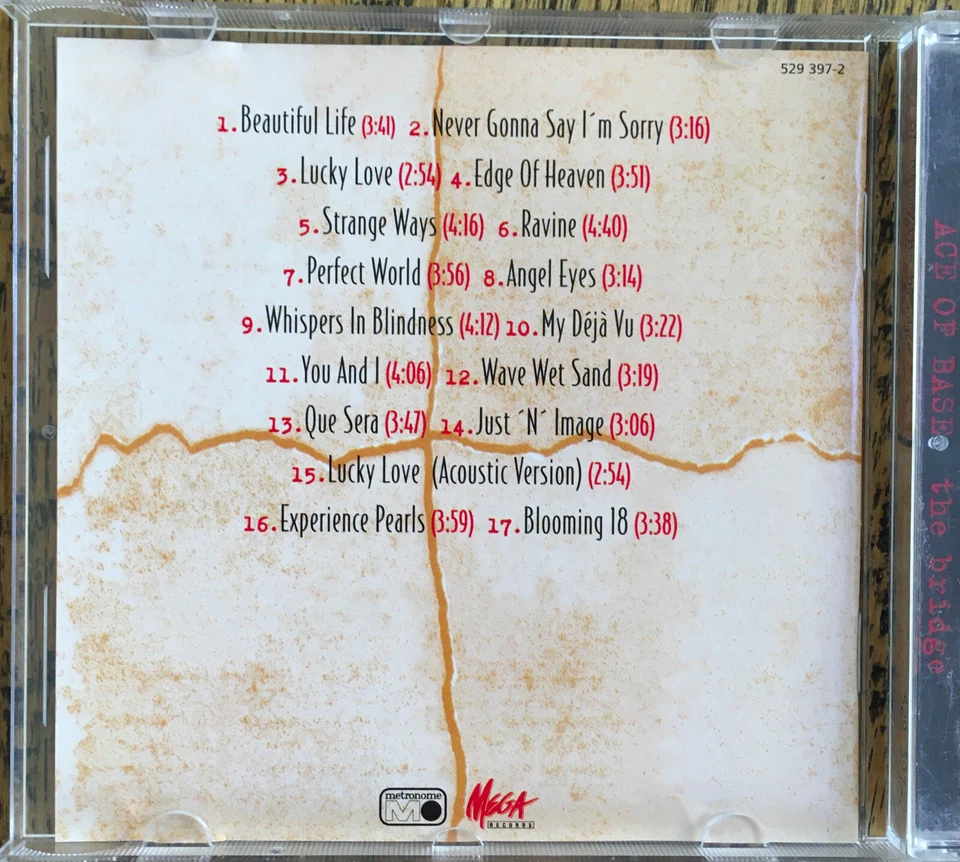 529 397-2
1. Beautiful Life (3:41) 2. Never Gonna Say I´m Sorry (3:16)
3. Lucky Love (2:54) 4. Edge Of Heaven (3:51)
5. Strange Ways (4:16) 6. Ravine (4:40)
7. Perfect World (3:56) 8. Angel Eyes (3:14)
9. Whispers In Blindness (4:12) 10. My Déjà Vu (3:22)
11. You And I (4:06) 12. Wave Wet Sand (3:19)
13. Que Sera (3:47) 14. Just ´N´ Image (3:06)
15. Lucky Love (Acoustic Version) (2:54)
16. Experience Pearls (3:59) 17. Blooming 18 (3:38)
metronome
MO
MEGA
RECORDS
ACE OF BASE the bridge